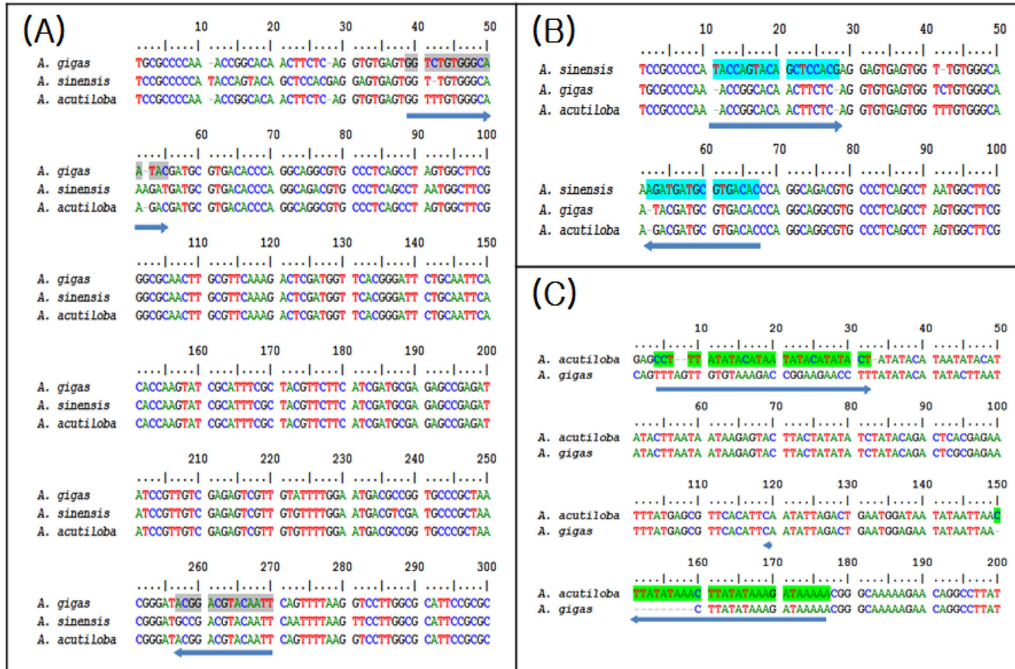 (A)
10 20 30 40 50
A. gigas TGCGCCCCAA -ACCGGCACA ACTTCTC-AG GGTGTGAGTGG TCTGTGGGCA
A. sinensis TCCGCCCCCA TACCAGTACA GCTCCACGAG GAGTGAGTGG T-TGTGGGCA
A. acutiloba TCCGCCCCAA -ACCGGCACA ACTTCTC-AG GTGTGAGTGG TTTGTGGGCA
60 70 80 90 100
A. gigas A-TACGATGC GTGACACCCA GGCAGGCGTG CCCTCAGCCT AGTGGCTTCG
A. sinensis AAGATGATGC GTGACACCCA GGCAGACGTG CCCTCAGCCT AATGGCTTCG
A. acutiloba A-GACGATGC GTGACACCCA GGCAGGCGTG CCCTCAGCCT AGTGGCTTCG
110 120 130 140 150
A. gigas GGCGCAACTT GCGTTCAAAG ACTCGATGGT TCACGGGATT CTGCAATTCA
A. sinensis GGCGCAACTT GCGTTCAAAG ACTCGATGGT TCACGGGATT CTGCAATTCA
A. acutiloba GGCGCAACTT GCGTTCAAAG ACTCGATGGT TCACGGGATT CTGCAATTCA
160 170 180 190 200
A. gigas CACCAAGTAT CGCATTTCGC TACGTTCTTC ATCGATGCGA GAGCCGAGAT
A. sinensis CACCAAGTAT CGCATTTCGC TACGTTCTTC ATCGATGCGA GAGCCGAGAT
A. acutiloba CACCAAGTAT CGCATTTCGC TACGTTCTTC ATCGATGCGA GAGCCGAGAT
210 220 230 240 250
A. gigas ATCCGTTGTC GAGAGTCGTT GTATTTTGGA ATGACGCCGG TGCCCGCTAA
A. sinensis ATCCGTTGTC GAGAGTCGTT GTGTTTTGGA ATGACGTCGA TGCCCGCTAA
A. acutiloba ATCCGTTGTC GAGAGTCGTT GTGTTTTGGA ATGACGCCGG TGCCCGCTAA
260 270 280 290 300
A. gigas CGGGATACGG ACGTACAATT CAGTTTTAAG GTCCTTGGCG CATTCCGCGC
A. sinensis CGGGATGCCG ACGTACAATT CAATTTTAAG TTCCTTGGCG CATTCCGCGC
A. acutiloba CGGGATACGG ACGTACAATT CAGTTTTAAG GTCCTTGGCG CATTCCGCGC
(B)
10 20 30 40 50
A. sinensis TCCGCCCCCA TACCAGTACA GCTCCACGAG GAGTGAGTGG T-TGTGGGCA
A. gigas TGCGCCCCAA -ACCGGCACA ACTTCTC-AG GTGTGAGTGG TCTGTGGGCA
A. acutiloba TCCGCCCCAA -ACCGGCACA ACTTCTC-AG GTGTGAGTGG TTTGTGGGCA
60 70 80 90 100
A. sinensis AAGATGATGC GTGACACCCA GGCAGACGTG CCCTCAGCCT AATGGCTTCG
A. gigas A-TACGATGC GTGACACCCA GGCAGGCGTG CCCTCAGCCT AGTGGCTTCG
A. acutiloba A-GACGATGC GTGACACCCA GGCAGGCGTG CCCTCAGCCT AGTGGCTTCG
(C)
10 20 30 40 50
A. acutiloba GAGCCCT--TT ATATACATAA TATACATATA CT-ATATACA TAATATACAT
A. gigas CAGTTTAGTT GTGTAAAGAC CGGAAGAACC TTTATATACA TATACTTAAT
60 70 80 90 100
A. acutiloba ATACTTAATA ATAAGAGTAC TTACTATATA TCTATACAGA CTCACGAGAA
A. gigas ATACTTAATA ATAAGAGTAC TTACTATATA TCTATACAGA CTCGCGAGAA
110 120 130 140 150
A. acutiloba TTTATGAGCG TTCACATTCA ATATTAGACT GAATGGATAA TATAATTAAC
A. gigas TTTATGAGCG TTCACATTCA ATATTAGACT GAATGGAGAA TATAATTAA-
160 170 180 190 200
A. acutiloba TTATATAAAC TTATATAAAG ATAAAAACGG GCAAAAAGAA CAGGCCTTAT
A. gigas ---------C TTATATAAAG ATAAAAACGG GCAAAAAGAA CAGGCCTTAT